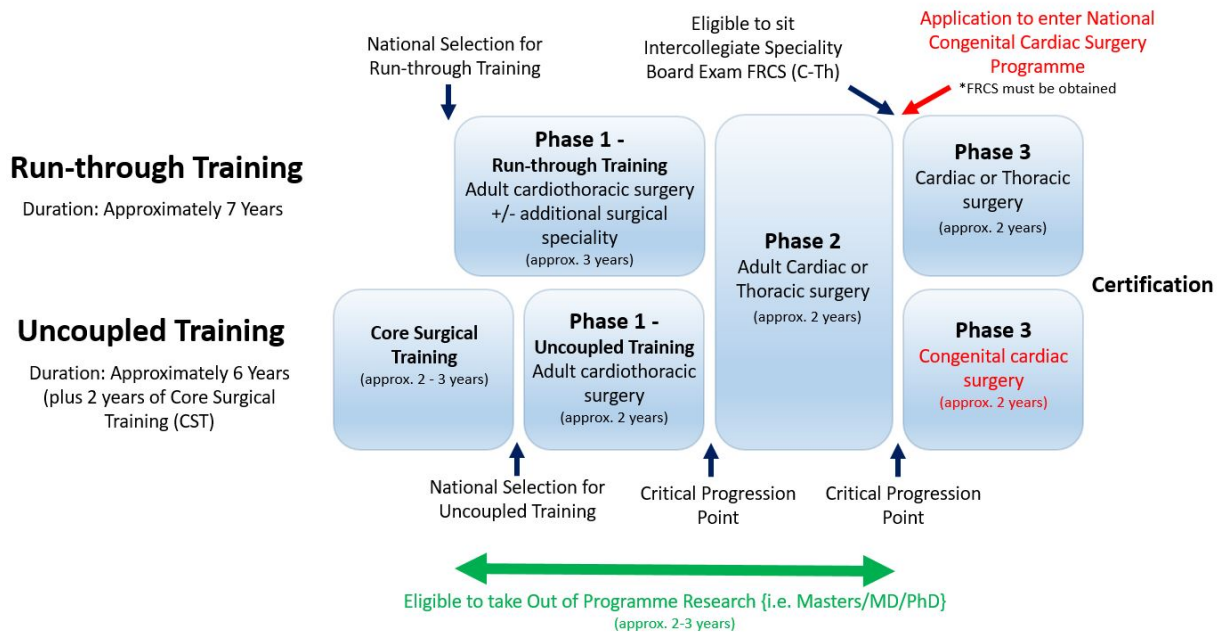 National Selection for
Run-through Training
Eligible to sit
Intercollegiate Speciality
Board Exam FRCS (C-Th)
Application to enter National
Congenital Cardiac Surgery
Programme
*FRCS must be obtained
Run-through Training
Duration: Approximately 7 Years
Phase 1 -
Run-through Training
Adult cardiothoracic surgery
+/- additional surgical
speciality
(approx. 3 years)
Phase 2
Adult Cardiac or
Thoracic surgery
(approx. 2 years)
Phase 3
Cardiac or Thoracic
surgery
(approx. 2 years)
Certification
Uncoupled Training
Duration: Approximately 6 Years
(plus 2 years of Core Surgical
Training (CST)
Core Surgical
Training
(approx. 2 - 3 years)
Phase 1 -
Uncoupled Training
Adult cardiothoracic
surgery
(approx. 2 years)
Phase 3
Congenital cardiac
surgery
(approx. 2 years)
National Selection for
Uncoupled Training
Critical Progression
Point
Critical Progression
Point
Eligible to take Out of Programme Research {i.e. Masters/MD/PhD}
(approx. 2-3 years)